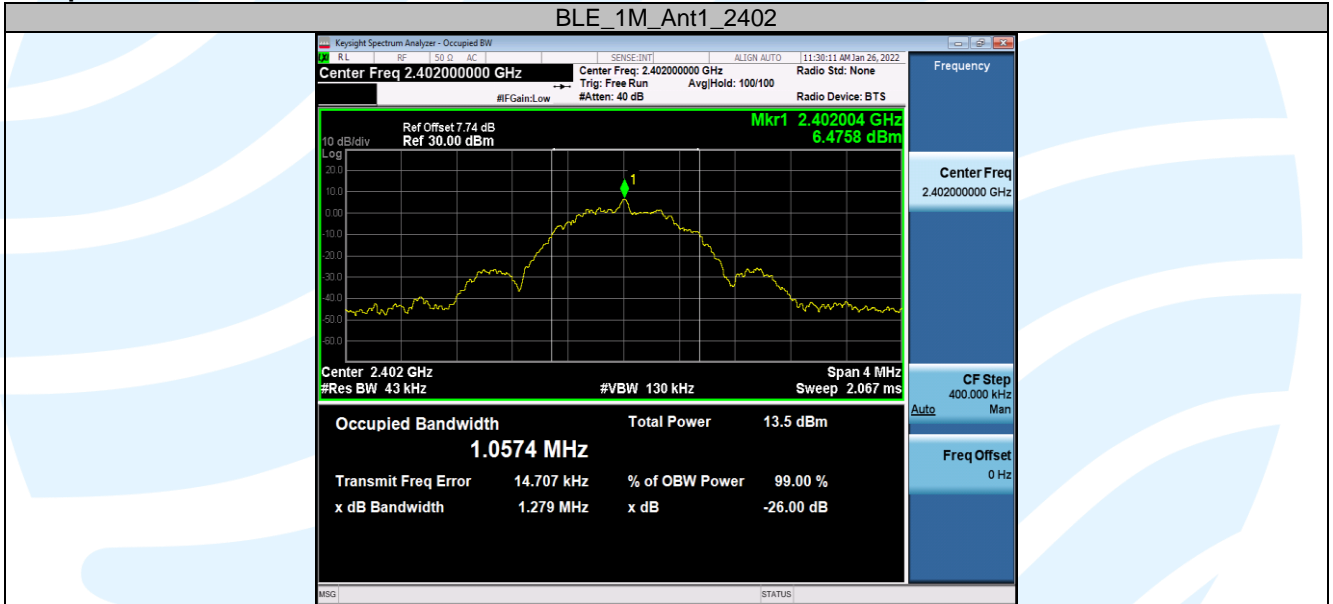 BLE_1M_Ant1_2402
Keysight Spectrum Analyzer - Occupied BW
RL RF 50 Ω AC SENSE:INT ALIGN AUTO 11:30:11 AM Jan 26, 2022
Center Freq 2.402000000 GHz Center Freq: 2.402000000 GHz Radio Std: None Frequency
Trig: Free Run Avg|Hold: 100/100
#IFGain:Low #Atten: 40 dB Radio Device: BTS
Mkr1 2.402004 GHz
Ref Offset 7.74 dB
10 dB/div Ref 30.00 dBm 6.4758 dBm
Log
20.0
1
10.0
0.00
-10.0
-20.0
-30.0
-40.0
-50.0
-60.0
Center Freq
2.402000000 GHz
Center 2.402 GHz Span 4 MHz
#Res BW 43 kHz #VBW 130 kHz Sweep 2.067 ms
CF Step
400.000 kHz
Auto Man
Occupied Bandwidth Total Power 13.5 dBm
1.0574 MHz
Freq Offset
0 Hz
Transmit Freq Error 14.707 kHz % of OBW Power 99.00 %
x dB Bandwidth 1.279 MHz x dB -26.00 dB
MSG STATUS